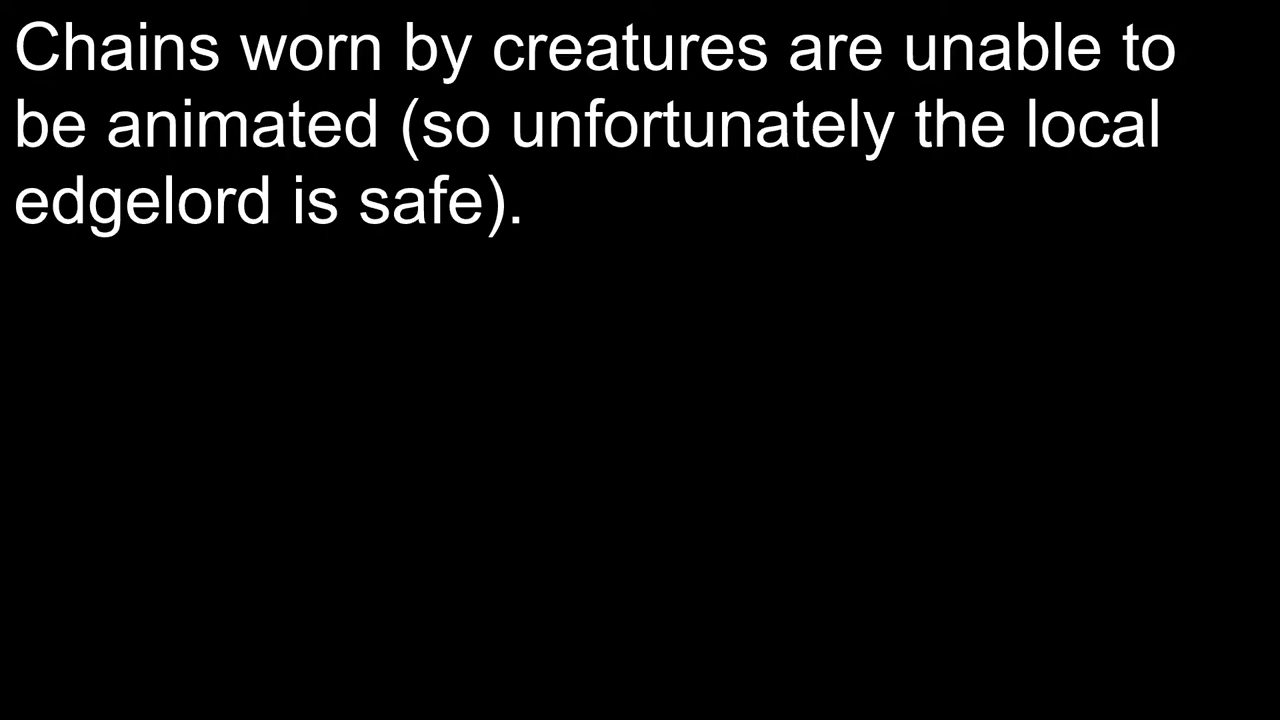 Chains worn by creatures are unable to
be animated (so unfortunately the local
edgelord is safe).